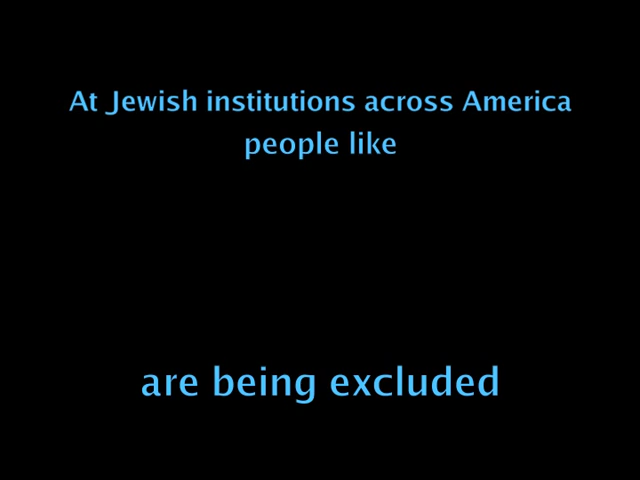 At Jewish institutions across America
people like
are being excluded